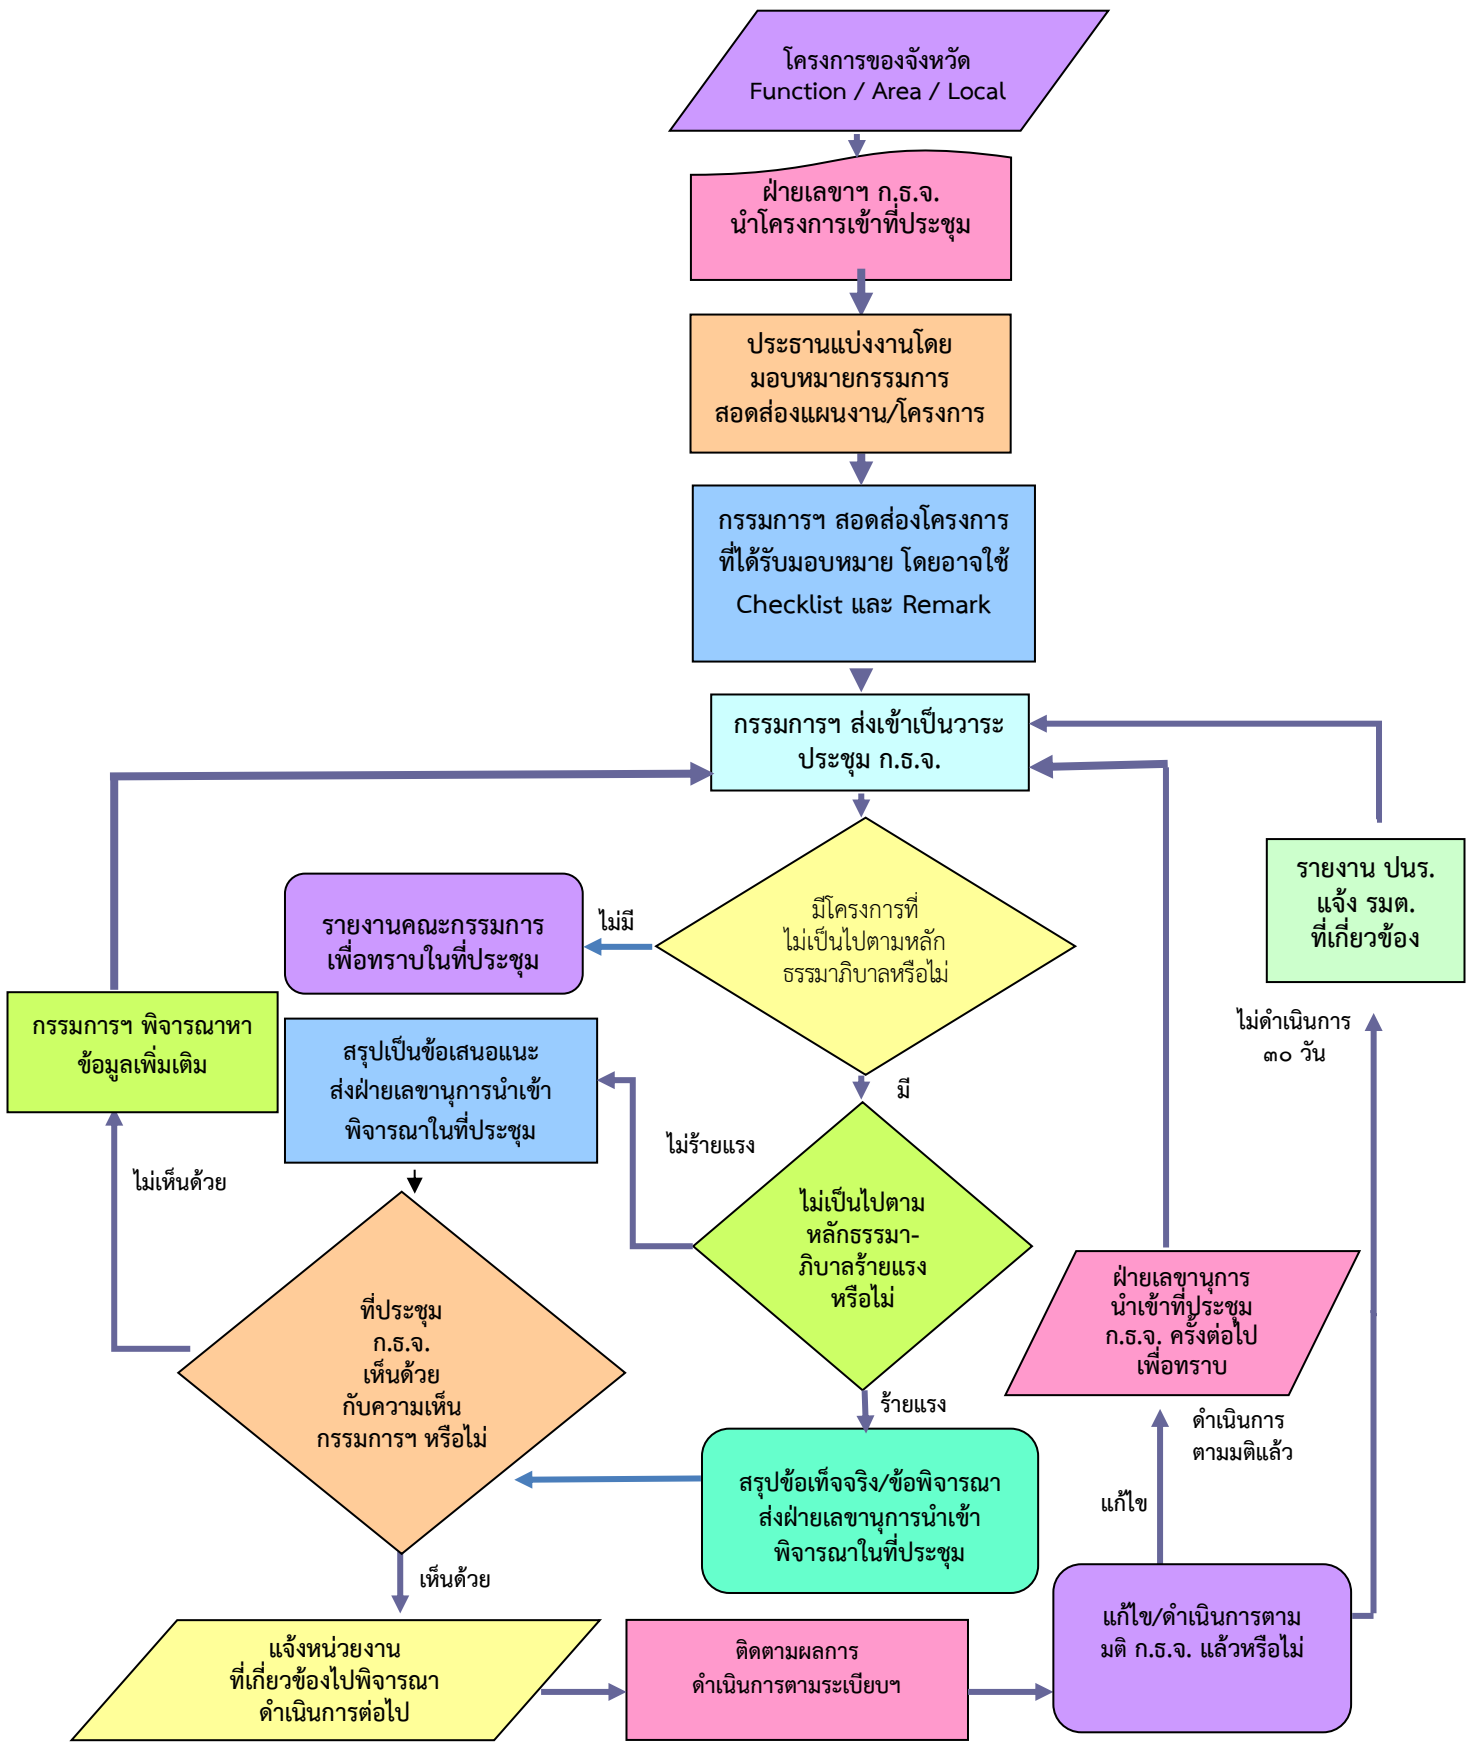 โครงการของจังหวัด
Function / Area / Local
ฝ่ายเลขาฯ ก.ธ.จ.
นำโครงการเข้าที่ประชุม
ประธานแบ่งงานโดย
มอบหมายกรรมการ
สอดส่องแผนงาน/โครงการ
กรรมการฯ สอดส่องโครงการ
ที่ได้รับมอบหมาย โดยอาจใช้
Checklist และ Remark
กรรมการฯ ส่งเข้าเป็นวาระ
ประชุม ก.ธ.จ.
มีโครงการที่
ไม่เป็นไปตามหลัก
ธรรมาภิบาลหรือไม่
ไม่มี
รายงานคณะกรรมการ
เพื่อทราบในที่ประชุม
รายงาน ปนร.
แจ้ง รมต.
ที่เกี่ยวข้อง
ไม่ดำเนินการ
๓๐ วัน
กรรมการฯ พิจารณาหา
ข้อมูลเพิ่มเติม
สรุปเป็นข้อเสนอแนะ
ส่งฝ่ายเลขานุการนำเข้า
พิจารณาในที่ประชุม
มี
ไม่ร้ายแรง
ไม่เห็นด้วย
ไม่เป็นไปตาม
หลักธรรมา-
ภิบาลร้ายแรง
หรือไม่
ที่ประชุม
ก.ธ.จ.
เห็นด้วย
กับความเห็น
กรรมการฯ หรือไม่
ฝ่ายเลขานุการ
นำเข้าที่ประชุม
ก.ธ.จ. ครั้งต่อไป
เพื่อทราบ
ร้ายแรง
ดำเนินการ
ตามมติแล้ว
แก้ไข
สรุปข้อเท็จจริง/ข้อพิจารณา
ส่งฝ่ายเลขานุการนำเข้า
พิจารณาในที่ประชุม
เห็นด้วย
แจ้งหน่วยงาน
ที่เกี่ยวข้องไปพิจารณา
ดำเนินการต่อไป
ติดตามผลการ
ดำเนินการตามระเบียบฯ
แก้ไข/ดำเนินการตาม
มติ ก.ธ.จ. แล้วหรือไม่